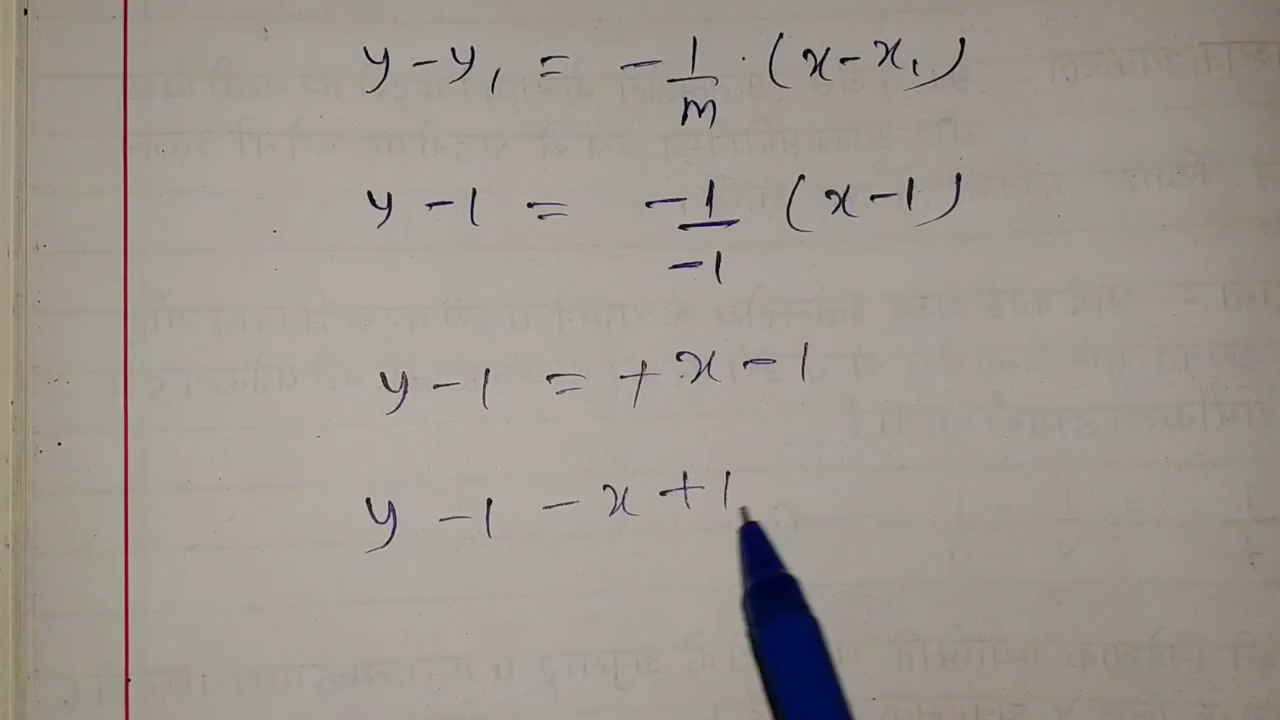 y - y₁ = - 1/m · (x - x₁)
y - 1 = -1/-1 (x - 1)
y - 1 = + x - 1
y - 1 - x + 1